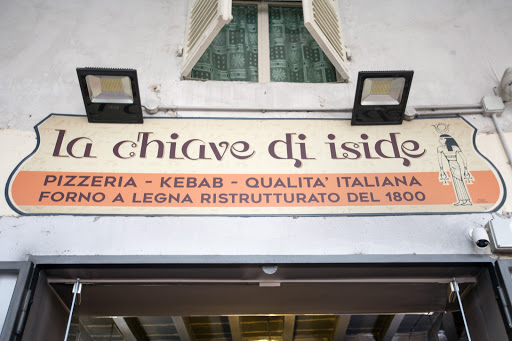 la chiave di iside
PIZZERIA - KEBAB - QUALITA' ITALIANA
FORNO A LEGNA RISTRUTTURATO DEL 1800